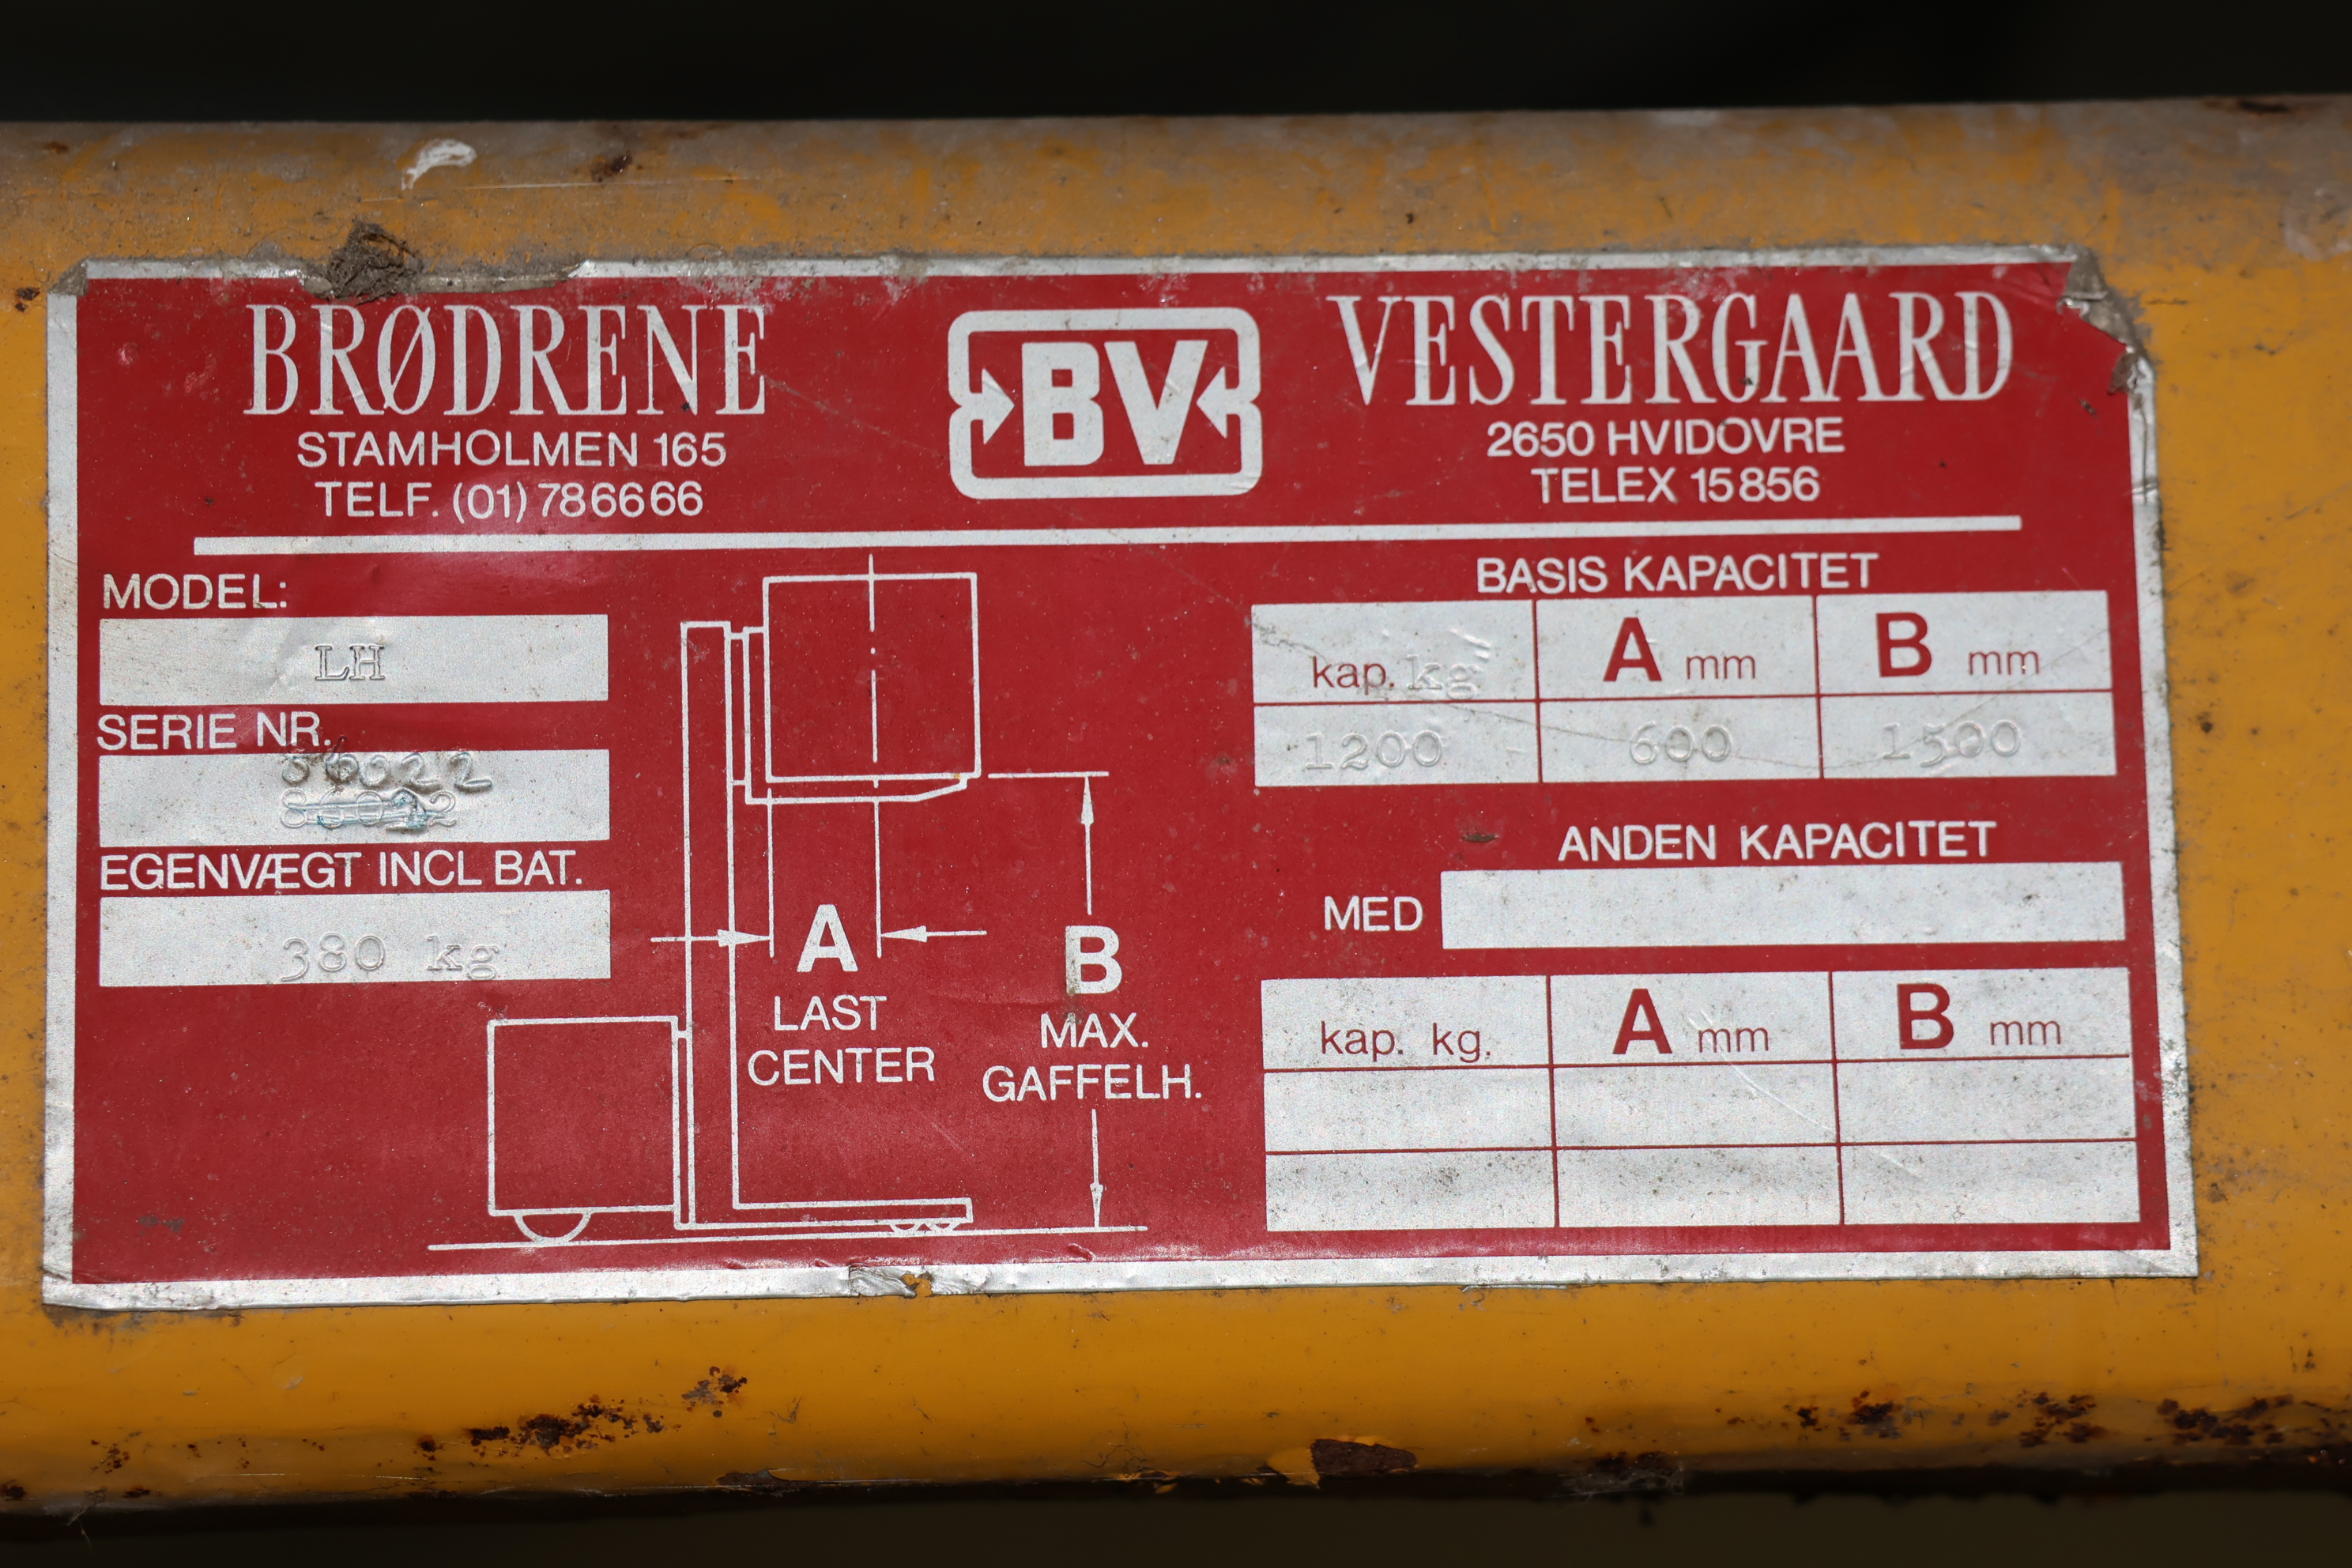 BRØDRENE
STAMHOLMEN 165
TELF. (01) 786666
BV
VESTERGAARD
2650 HVIDOVRE
TELEX 15856
MODEL:
LH
SERIE NR.
EGENVÆGT INCL BAT.
380 kg
A
LAST
CENTER
B
MAX.
GAFFELH.
BASIS KAPACITET
kap. kg A mm B mm
1200 600 1500
ANDEN KAPACITET
MED
kap. kg. A mm B mm